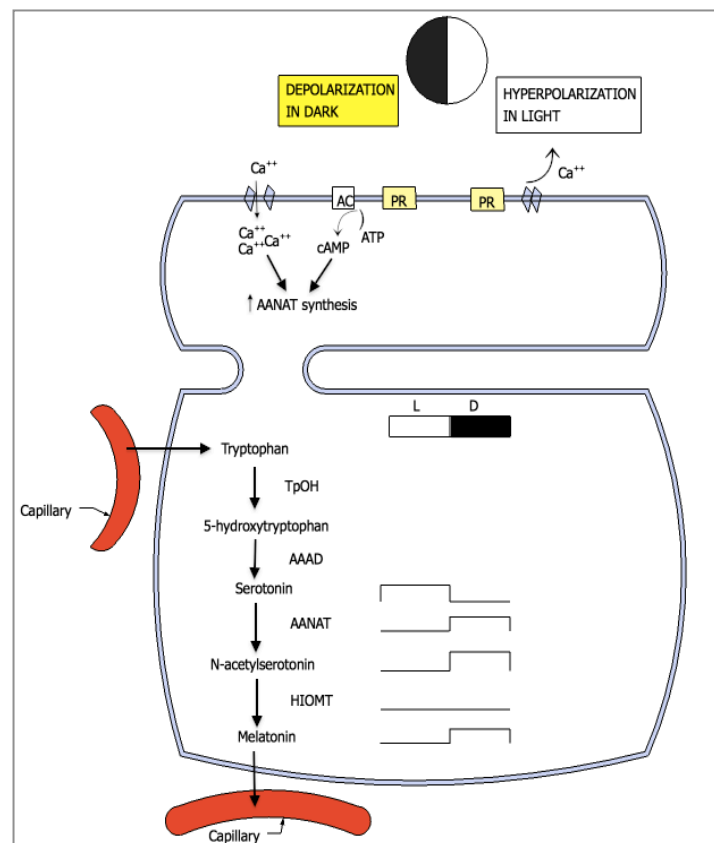 DEPOLARIZATION
IN DARK
HYPERPOLARIZATION
IN LIGHT
Ca++
Ca++
AC
PR
PR
Ca++
Ca++Ca++
cAMP
ATP
AANAT synthesis
L D
Tryptophan
TpOH
Capillary
5-hydroxytryptophan
AAAD
Serotonin
AANAT
N-acetylserotonin
HIOMT
Melatonin
Capillary